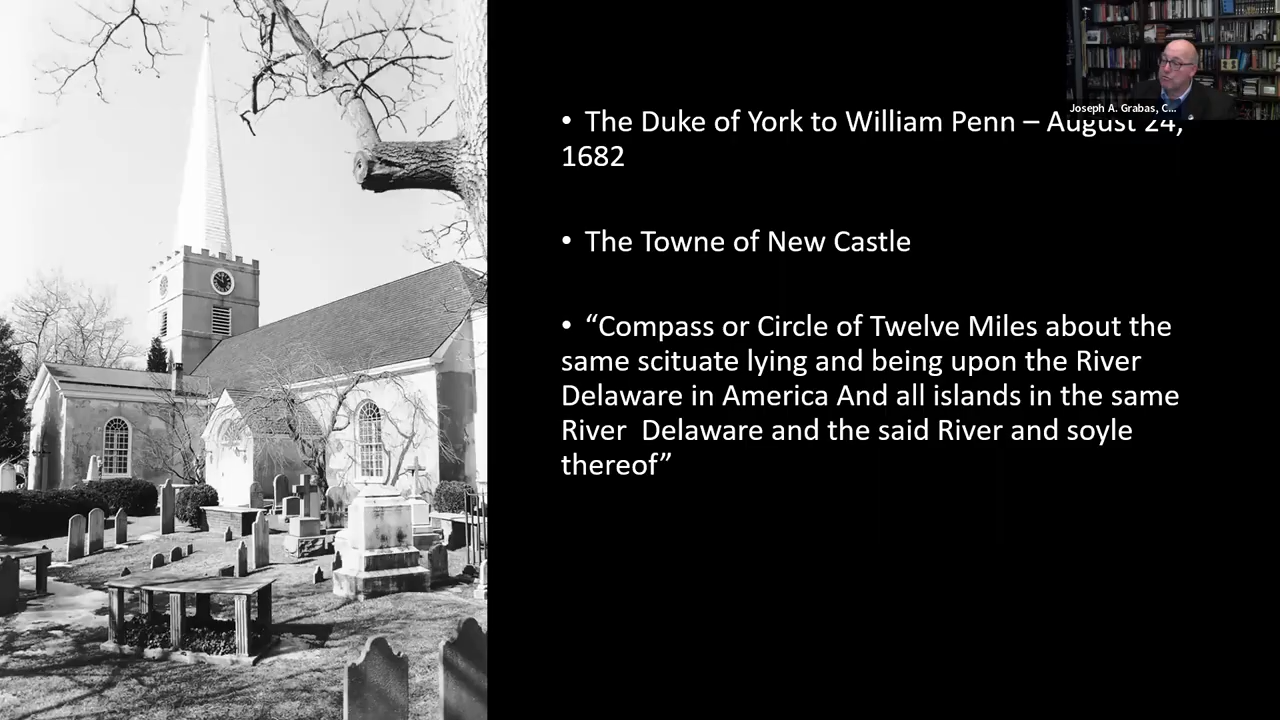 Joseph A. Grabas, C...
• The Duke of York to William Penn – August 24,
1682
• The Towne of New Castle
• “Compass or Circle of Twelve Miles about the
same scituate lying and being upon the River
Delaware in America And all islands in the same
River  Delaware and the said River and soyle
thereof”